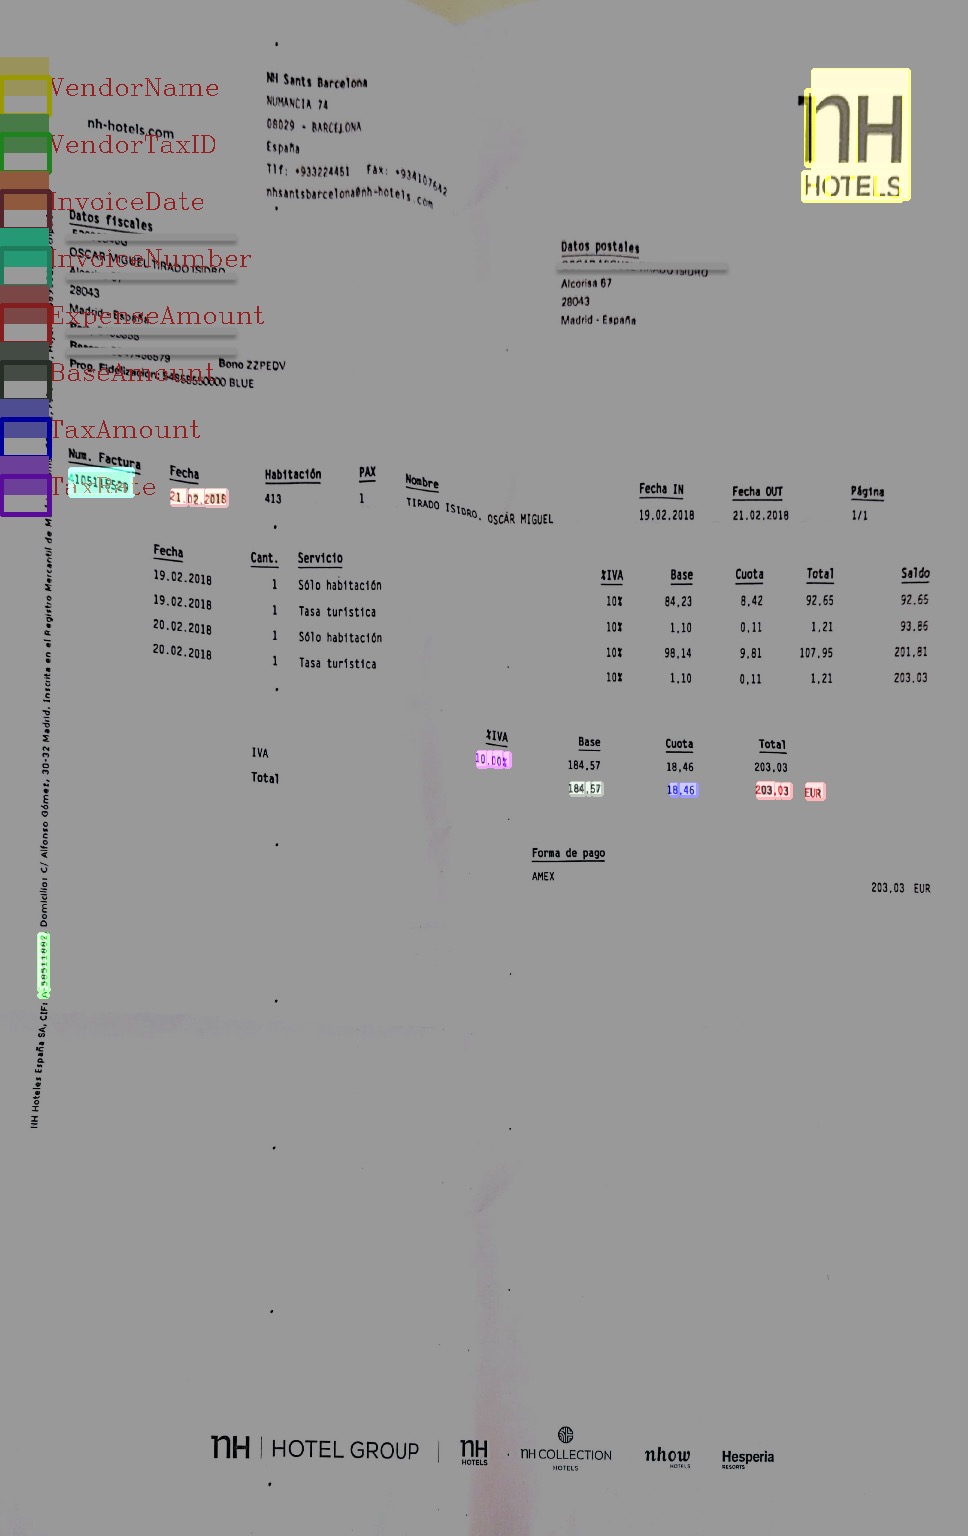 VendorName
VendorTaxID
InvoiceDate
InvoiceNumber
ExpenseAmount
BaseAmount
TaxAmount
TaxRate
nh-hotels.com
NH Sants Barcelona
NUMANCIA 74
08029 - BARCELONA
España
Tlf: +933224451 Fax: +934107642
nhsantsbarcelona@nh-hotels.com
nH
HOTELS
Datos fiscales
OSCAR MIGUEL TIRADO ISIDRO
28043
Madrid - España
Bono ZZPEDV
Prog. Fidelización: 54868550000 BLUE
Datos postales
TIRADO ISIDRO
Alcorisa 67
28043
Madrid - España
Num. Factura Fecha Habitación PAX Nombre Fecha IN Fecha OUT Página
21.02.2018 413 1 TIRADO ISIDRO, OSCAR MIGUEL 19.02.2018 21.02.2018 1/1
Fecha Cant. Servicio %IVA Base Cuota Total Saldo
19.02.2018 1 Sólo habitación 10% 84,23 8,42 92,65 92,65
19.02.2018 1 Tasa turística 10% 1,10 0,11 1,21 93,86
20.02.2018 1 Sólo habitación 10% 98,14 9,81 107,95 201,81
20.02.2018 1 Tasa turística 10% 1,10 0,11 1,21 203,03
%IVA Base Cuota Total
IVA 10,00% 184,57 18,46 203,03
Total 184,57 18,46 203,03 EUR
Forma de pago
AMEX 203,03 EUR
NH Hoteles España SA, CIF: A-58511882, Domicilio: C/ Alfonso Gómez, 30-32 Madrid. Inscrita en el Registro Mercantil de
nH | HOTEL GROUP | nH HOTELS
nH COLLECTION HOTELS
nhow HOTELS
Hesperia RESORTS